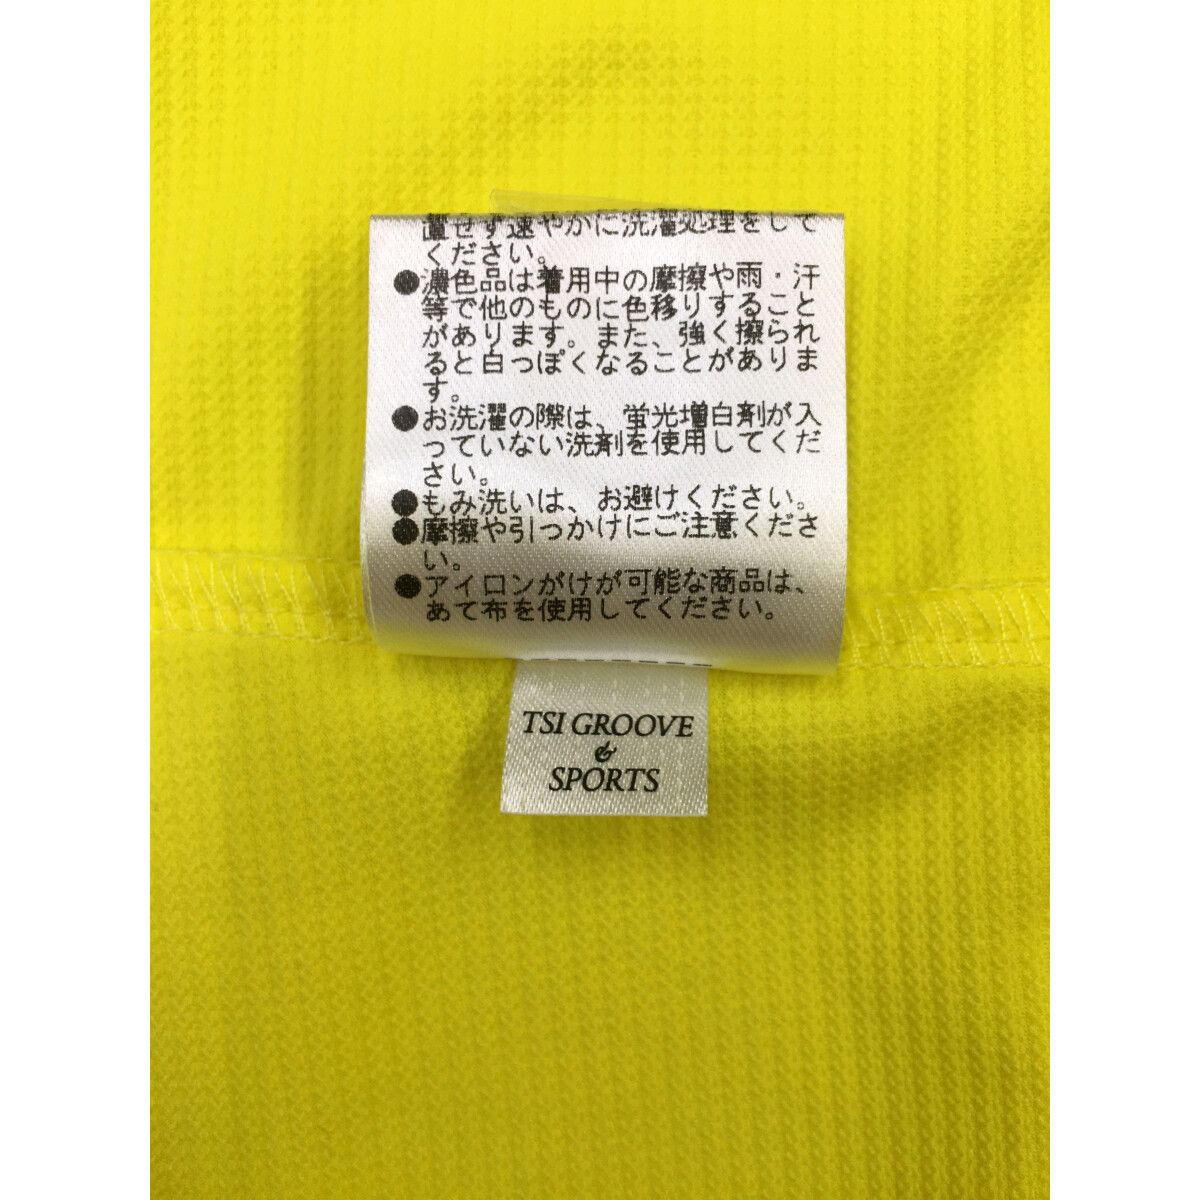 置せず速やかに洗濯処理をして
ください。
●濃色品は着用中の摩擦や雨・汗
等で他のものに色移りすること
があります。また、強く擦られ
ると白っぽくなることがありま
す。
●お洗濯の際は、蛍光増白剤が入
っていない洗剤を使用してくだ
さい。
●もみ洗いは、お避けください。
●摩擦や引っかけにご注意くださ
い。
●アイロンがけが可能な商品は、
あて布を使用してください。
TSI GROOVE
&
SPORTS